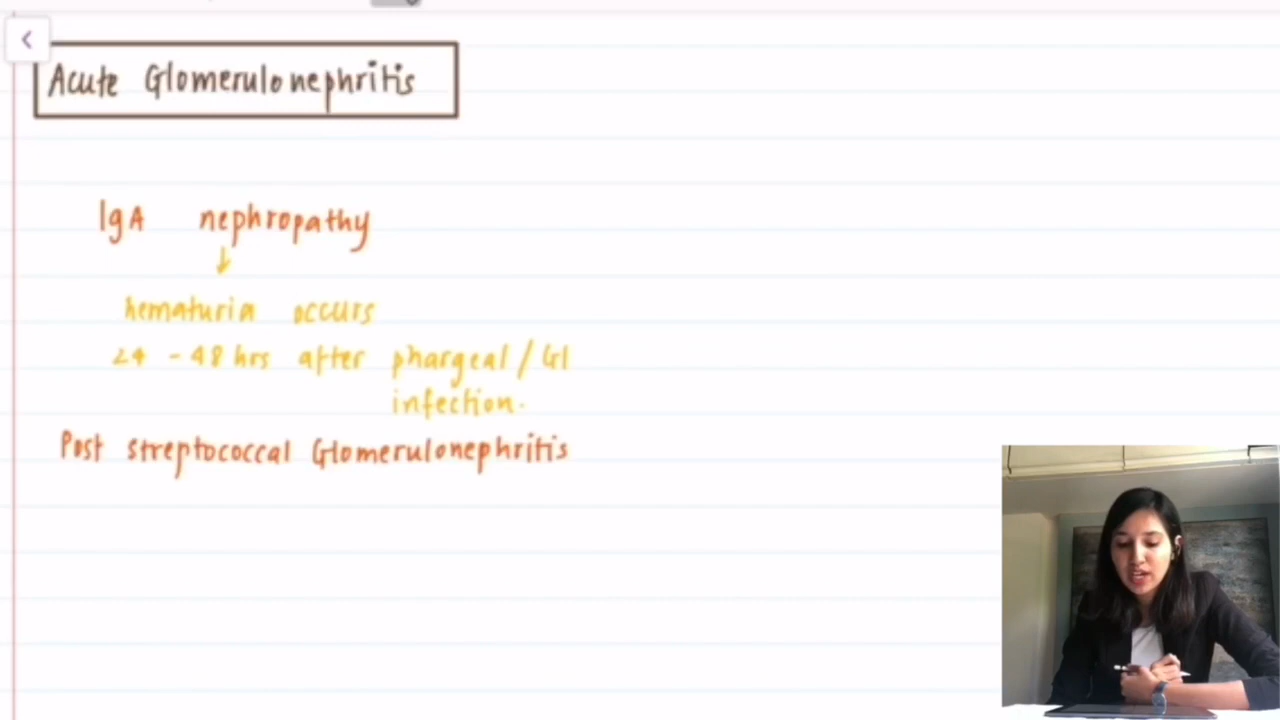 Acute Glomerulonephritis
IgA nephropathy
hematuria occurs
24 - 48 hrs after phargeal / GI
infection.
Post streptococcal Glomerulonephritis